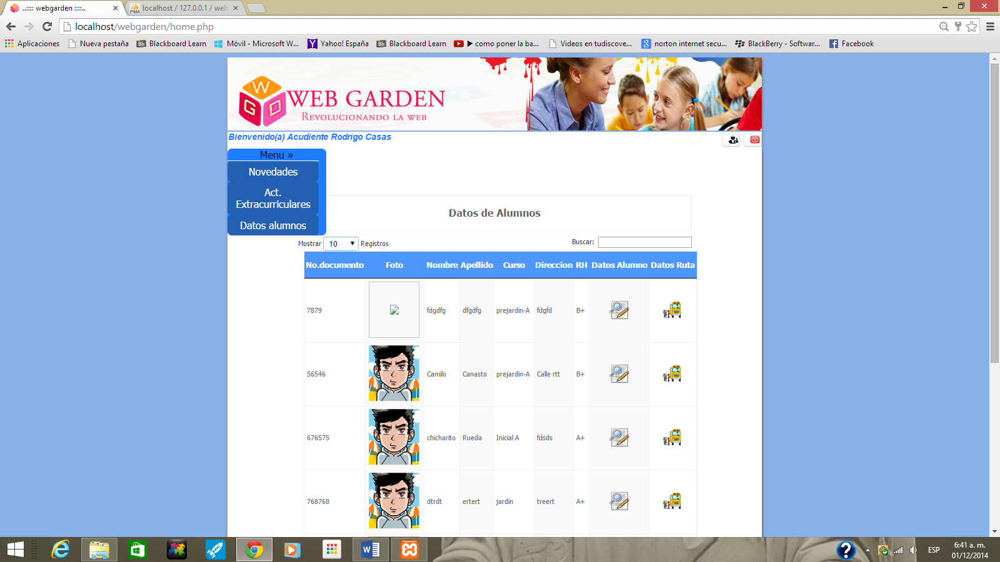 ..:::: webgarden ::::..
localhost / 127.0.0.1 / web
localhost/webgarden/home.php
Aplicaciones
Nueva pestaña
Blackboard Learn
Móvil - Microsoft W...
Yahoo! España
Blackboard Learn
▶ como poner la ba...
Videos en tudiscove...
norton internet secu...
BlackBerry - Softwar...
Facebook
W G D
WEB GARDEN
REVOLUCIONANDO LA WEB
Bienvenido(a) Acudiente Rodrigo Casas
Menu »
Novedades
Act.
Extracurriculares
Datos alumnos
Datos de Alumnos
Mostrar 10 Registros
Buscar:
No.documento Foto Nombre Apellido Curso Direccion RH Datos Alumno Datos Ruta
7879 fdgdfg dfgdfg prejardin-A fdgfd B+
56546 Camilo Canasto prejardin-A Calle rtt B+
676575 chicharito Rueda Inicial A fdsds A+
768768 dtrdt ertert jardin treert A+
ESP
6:41 a. m.
01/12/2014